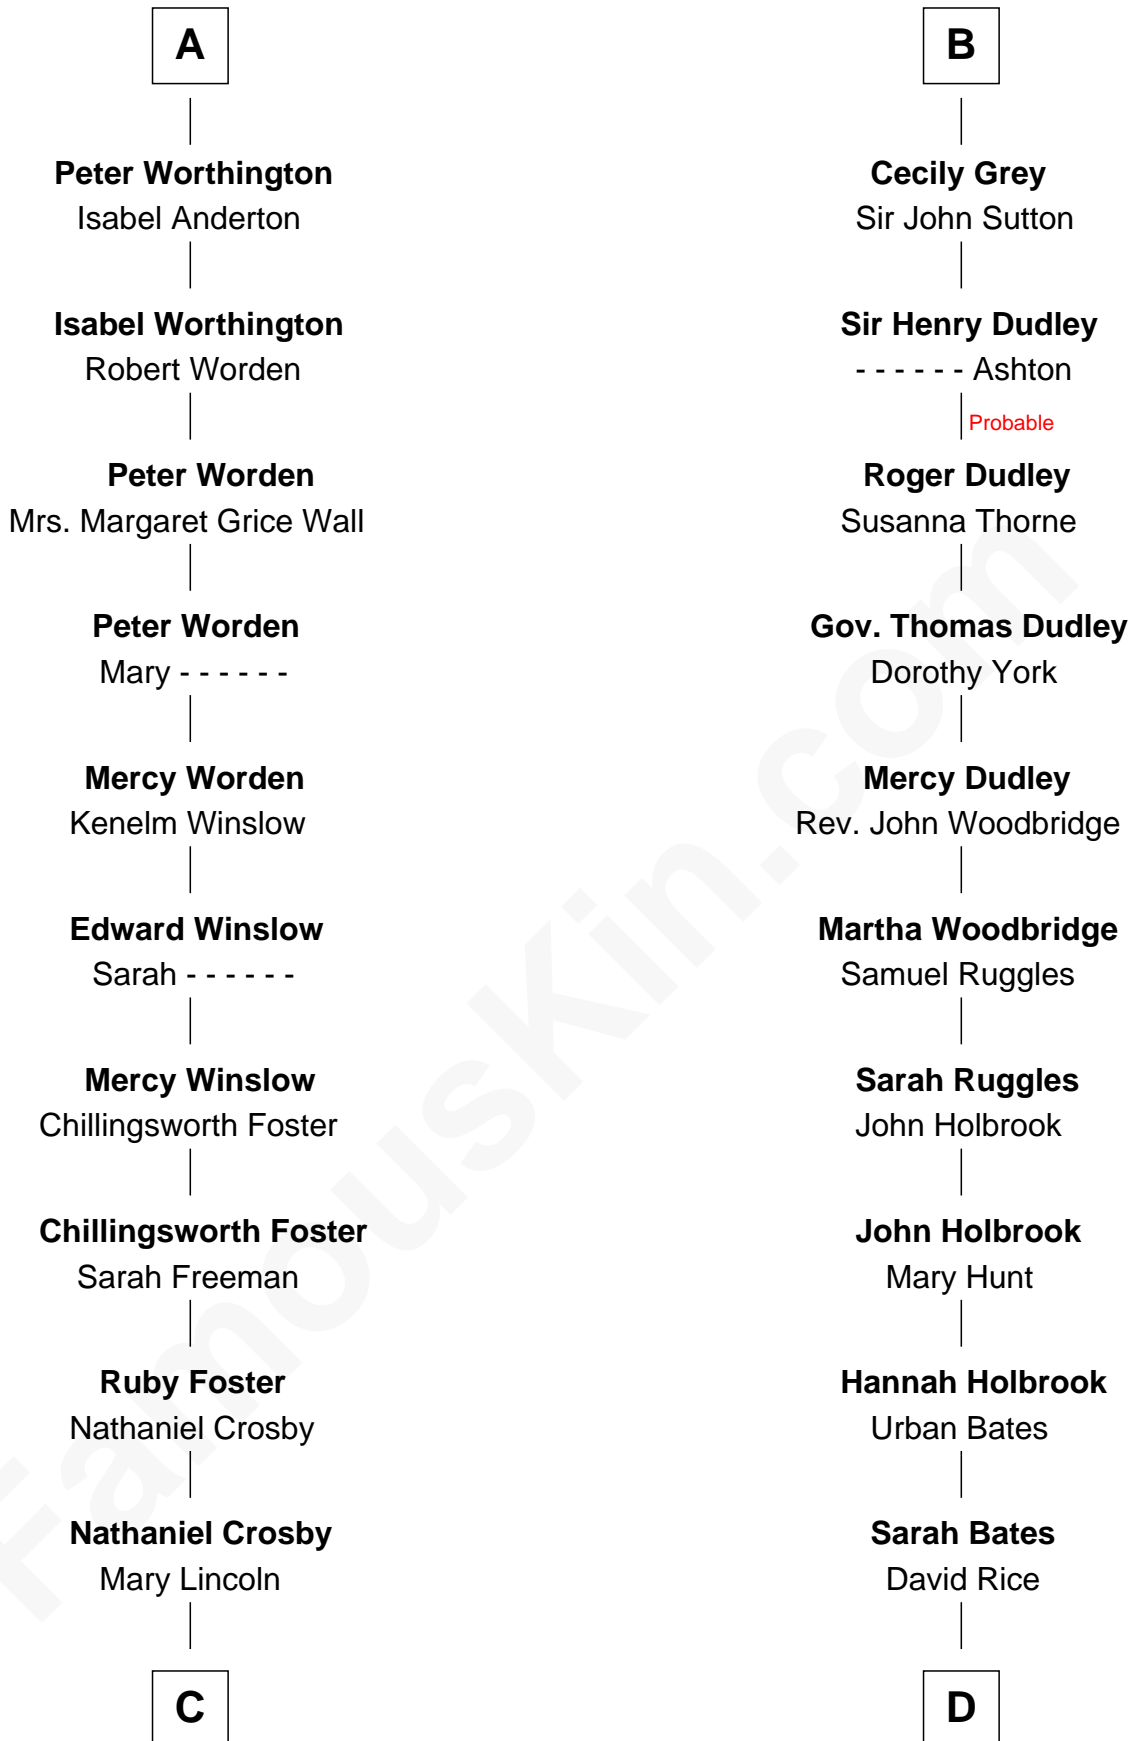 A
Peter Worthington
Isabel Anderton
Isabel Worthington
Robert Worden
Peter Worden
Mrs. Margaret Grice Wall
Peter Worden
Mary - - - - - -
Mercy Worden
Kenelm Winslow
Edward Winslow
Sarah - - - - - -
Mercy Winslow
Chillingsworth Foster
Chillingsworth Foster
Sarah Freeman
Ruby Foster
Nathaniel Crosby
Nathaniel Crosby
Mary Lincoln
C
B
Cecily Grey
Sir John Sutton
Sir Henry Dudley
- - - - - - Ashton
Probable
Roger Dudley
Susanna Thorne
Gov. Thomas Dudley
Dorothy York
Mercy Dudley
Rev. John Woodbridge
Martha Woodbridge
Samuel Ruggles
Sarah Ruggles
John Holbrook
John Holbrook
Mary Hunt
Hannah Holbrook
Urban Bates
Sarah Bates
David Rice
D
FamousKin.com